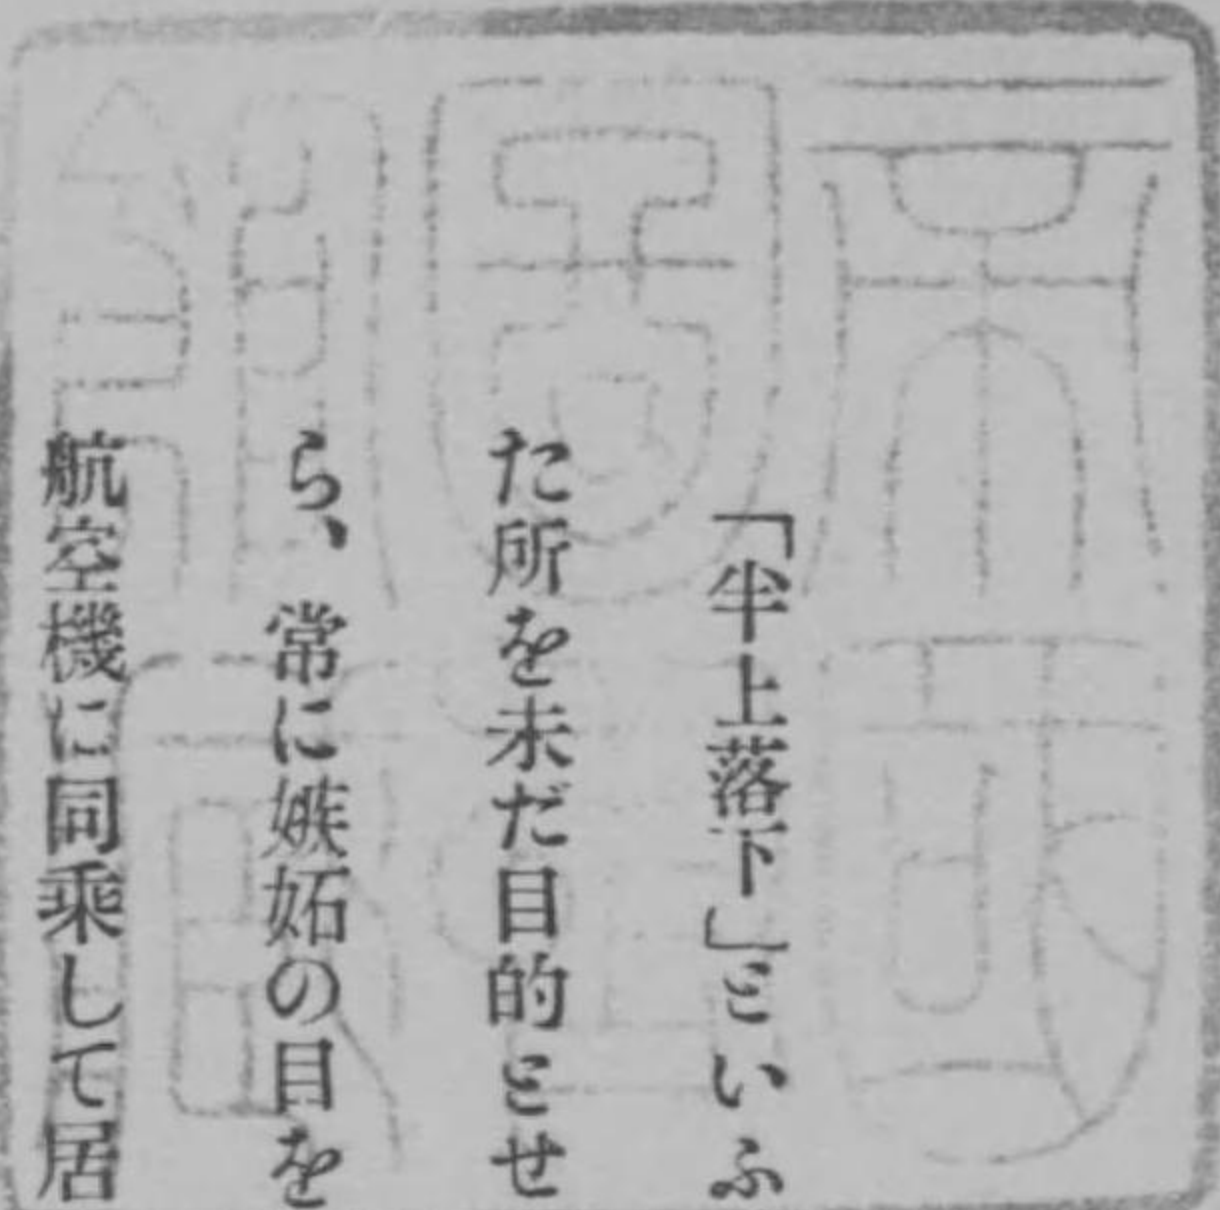 「半上落下」といふ
た所を未だ目的とせ
ら、常に嫉妬の目を
航空機に同乗して居